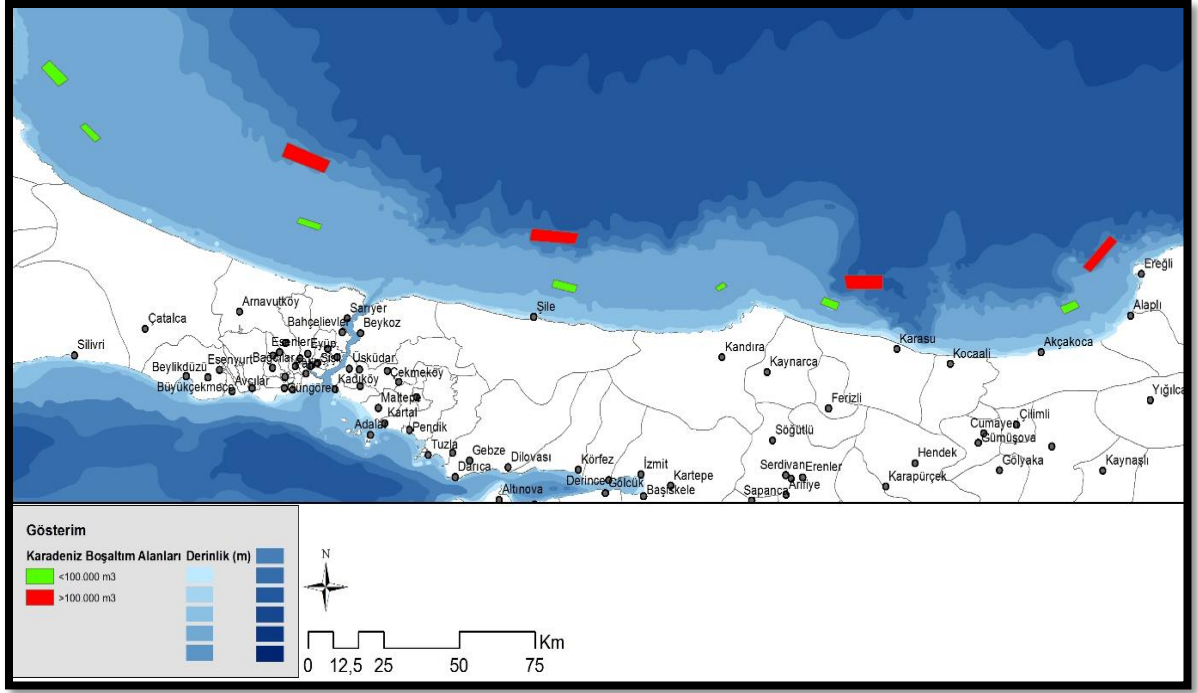 Ereğli
Alaplı
Arnavutköy
Sarıyer
Şile
Çatalca
Bahçelievler
Beykoz
Karasu
Akçakoca
Silivri
Esenler
Eyüp
Kandıra
Kocaali
Beylikdüzü
Esenyurt
Bağcılar
Şişli
Üsküdar
Kaynarca
Büyükçekmece
Avcılar
Güngören
Kadıköy
Çekmeköy
Yığılca
Maltepe
Ferizli
Kartal
Çilimli
Adalar
Pendik
Cumayeri
Söğütlü
Gümüşova
Tuzla
Gebze
Dilovası
Körfez
İzmit
Hendek
Gölyaka
Kaynaşlı
Darıca
Derince
Gölcük
Kartepe
Serdivan
Erenler
Karapürçek
Altınova
Başiskele
Sapanca
Arifiye
Gösterim
Karadeniz Boşaltım Alanları Derinlik (m)
<100.000 m3
>100.000 m3
N
Km
0 12,5 25 50 75